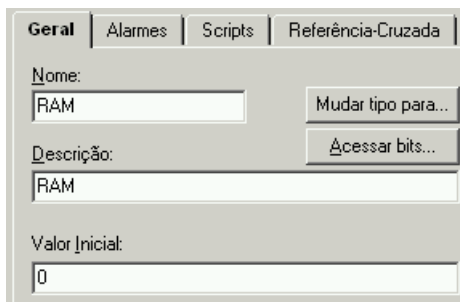 Geral Alarmes Scripts Referência-Cruzada
Nome:
RAM
Mudar tipo para...
Acessar bits...
Descrição:
RAM
Valor Inicial:
0